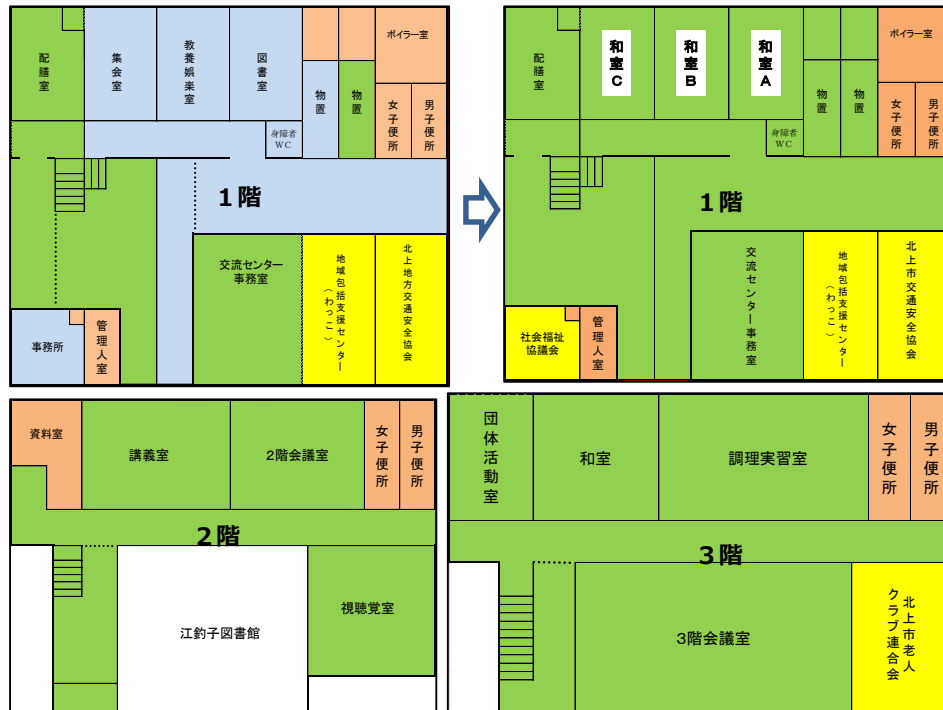 配膳室
集会室
教養娯楽室
図書室
ボイラー室
物置
物置
女子便所
男子便所
身障者
WC
1階
交流センター
事務室
地域包括支援センター
（わっこ）
北上地方交通安全協会
事務所
管理人室
配膳室
和室C
和室B
和室A
ボイラー室
物置
物置
女子便所
男子便所
身障者
WC
1階
交流センター事務室
地域包括支援センター
（わっこ）
北上市交通安全協会
社会福祉
協議会
管理人室
資料室
講義室
2階会議室
女子便所
男子便所
2階
江釣子図書館
視聴覚室
団体活動室
和室
調理実習室
女子便所
男子便所
3階
3階会議室
北上市老人
クラブ連合会